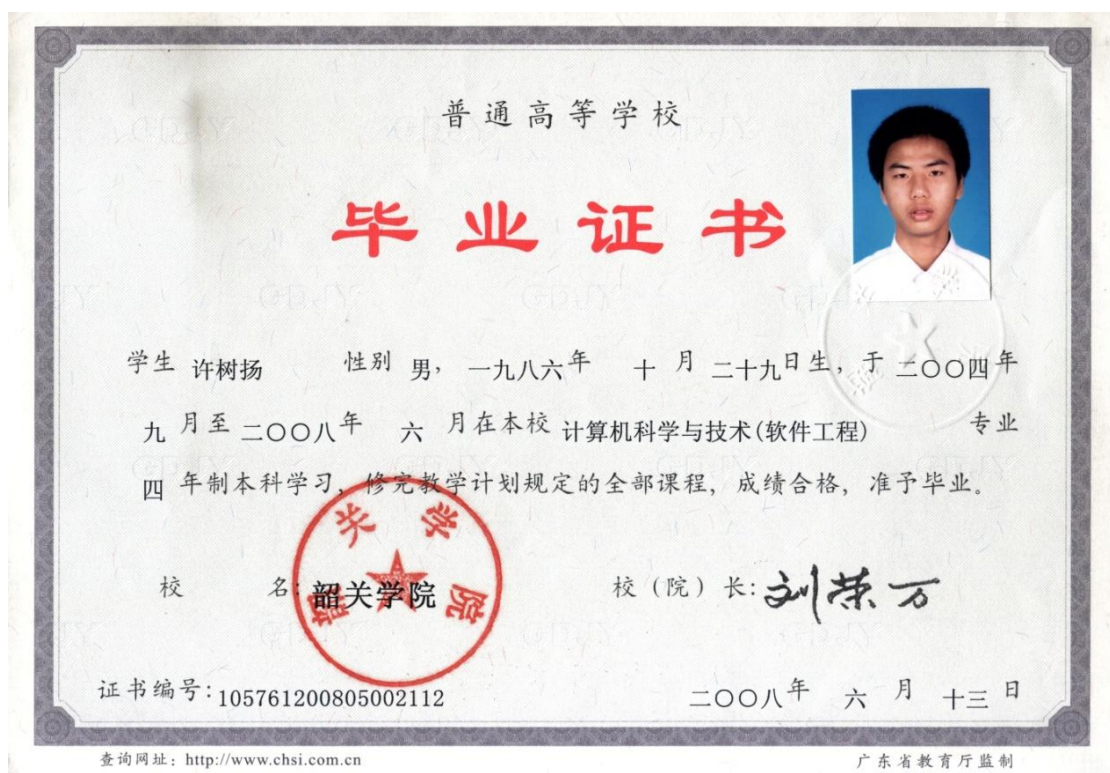 普通高等学校
毕业证书
学生 许树扬 性别 男, 一九八六年 十 月 二十九日生, 于 二〇〇四年
九 月至 二〇〇八年 六 月在本校 计算机科学与技术(软件工程) 专业
四 年制本科学习, 修完教学计划规定的全部课程, 成绩合格, 准予毕业。
校 名: 韶关学院 校(院)长: 刘荣万
韶关学院
证书编号: 105761200805002112 二〇〇八年 六 月 十三 日
查询网址: http://www.chsi.com.cn 广东省教育厅监制